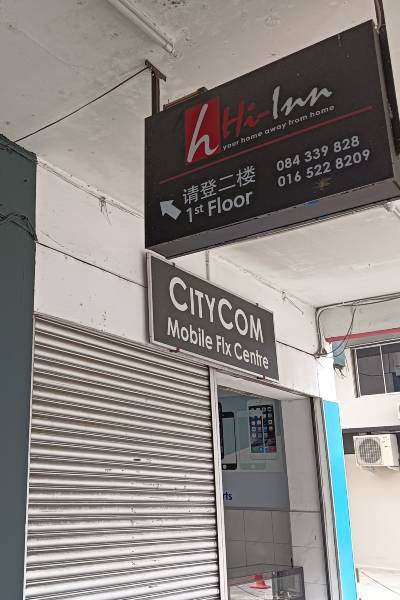 h Hi-Inn
your home away from home
请登二楼
1st Floor
084 339 828
016 522 8209
CITYCOM
Mobile FIx Centre